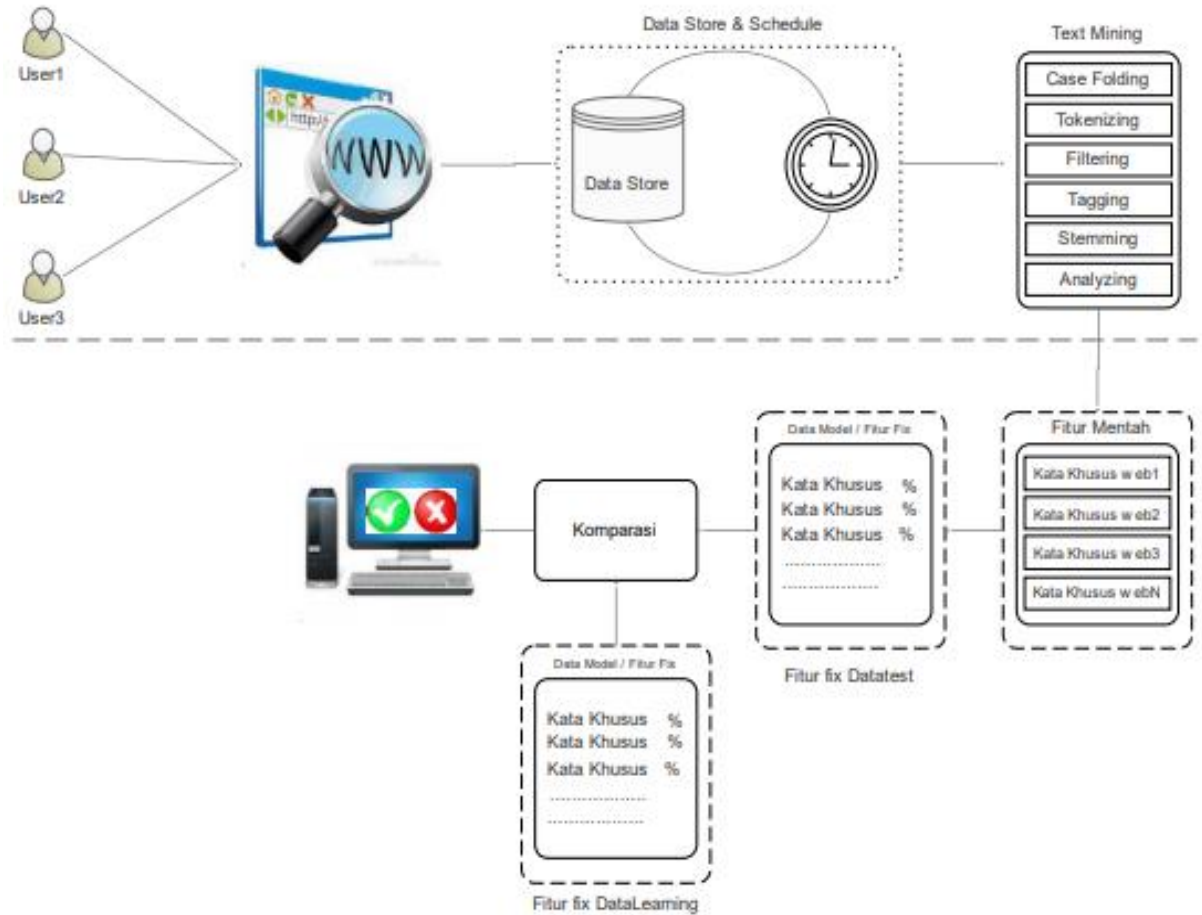 User1
User2
User3
http://
WWW
Data Store & Schedule
Data Store
Text Mining
Case Folding
Tokenizing
Filtering
Tagging
Stemming
Analyzing
Fitur Mentah
Kata Khusus web1
Kata Khusus web2
Kata Khusus web3
Kata Khusus webN
Data Model / Fitur Fix
Kata Khusus %
Kata Khusus %
Kata Khusus %
....................
....................
Fitur fix Datatest
Komparasi
Data Model / Fitur Fix
Kata Khusus %
Kata Khusus %
Kata Khusus %
....................
....................
Fitur fix DataLearning